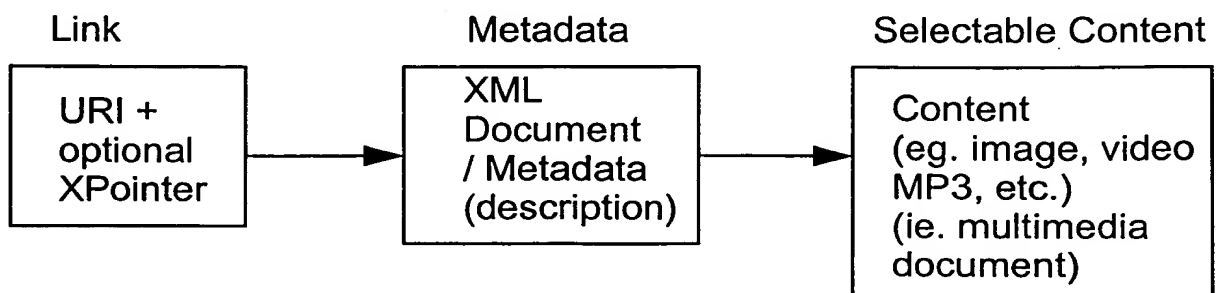 Link
URI +
optional
XPointer
Metadata
XML
Document
/ Metadata
(description)
Selectable Content
Content
(eg. image, video
MP3, etc.)
(ie. multimedia
document)